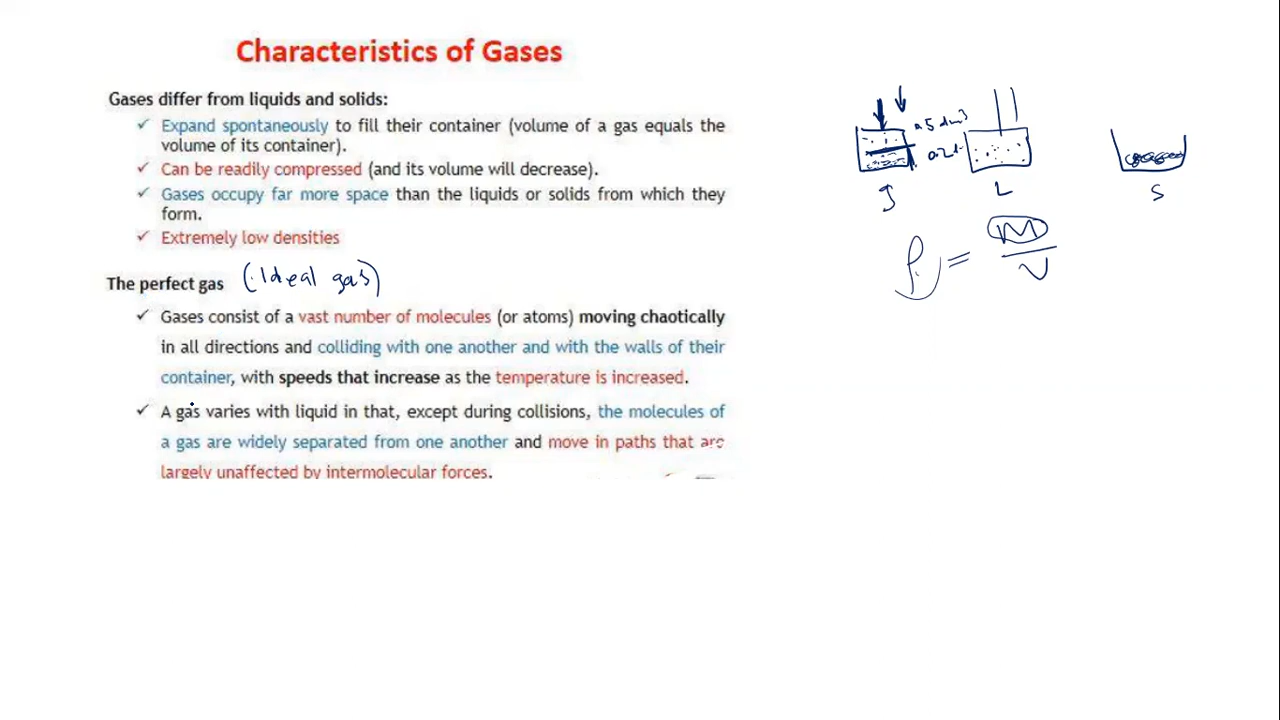 Characteristics of Gases
Gases differ from liquids and solids:
✓ Expand spontaneously to fill their container (volume of a gas equals the
volume of its container).
✓ Can be readily compressed (and its volume will decrease).
✓ Gases occupy far more space than the liquids or solids from which they
form.
✓ Extremely low densities
The perfect gas (Ideal gas)
✓ Gases consist of a vast number of molecules (or atoms) moving chaotically
in all directions and colliding with one another and with the walls of their
container, with speeds that increase as the temperature is increased.
✓ A gas varies with liquid in that, except during collisions, the molecules of
a gas are widely separated from one another and move in paths that are
largely unaffected by intermolecular forces.
g
L
S
ρ = M
V